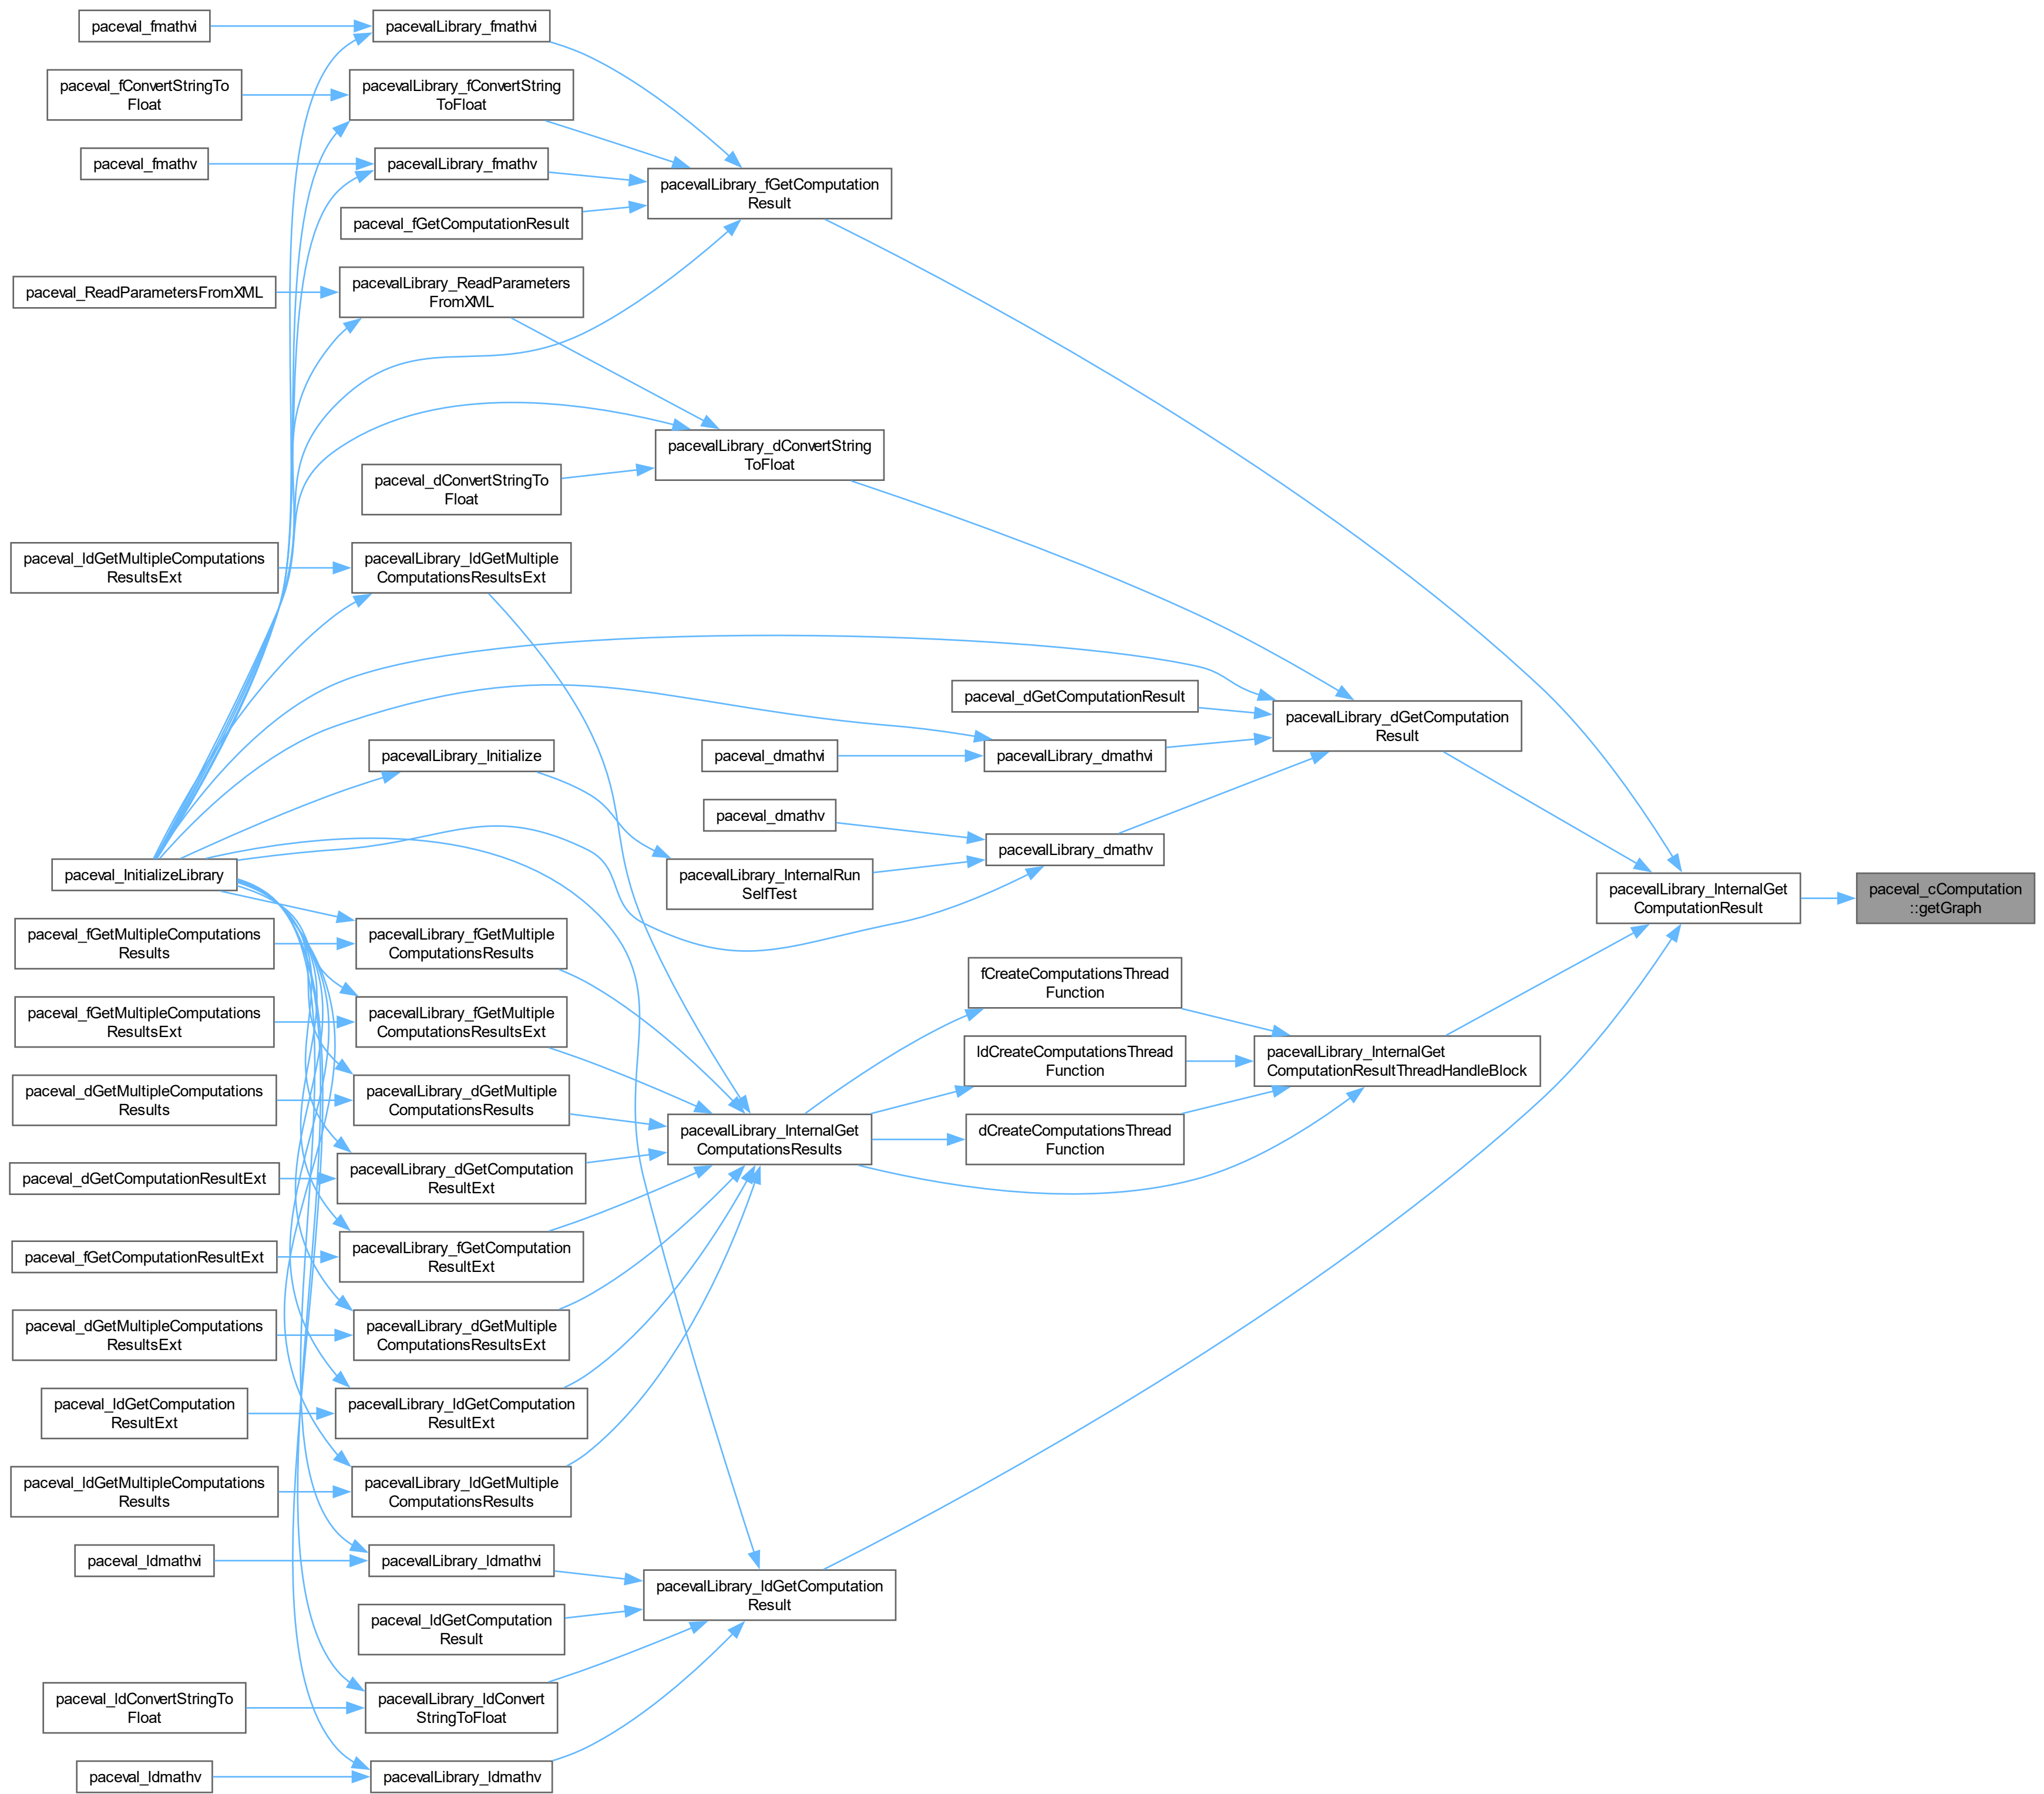 paceval_fmathvi
pacevalLibrary_fmathvi
paceval_fConvertStringTo
Float
pacevalLibrary_fConvertString
ToFloat
paceval_fmathv
pacevalLibrary_fmathv
pacevalLibrary_fGetComputation
Result
paceval_fGetComputationResult
paceval_ReadParametersFromXML
pacevalLibrary_ReadParameters
FromXML
pacevalLibrary_dConvertString
ToFloat
paceval_dConvertStringTo
Float
paceval_ldGetMultipleComputations
ResultsExt
pacevalLibrary_ldGetMultiple
ComputationsResultsExt
paceval_dGetComputationResult
pacevalLibrary_dGetComputation
Result
pacevalLibrary_Initialize
paceval_dmathvi
pacevalLibrary_dmathvi
paceval_dmathv
pacevalLibrary_dmathv
paceval_InitializeLibrary
pacevalLibrary_InternalRun
SelfTest
pacevalLibrary_InternalGet
ComputationResult
paceval_cComputation
::getGraph
paceval_fGetMultipleComputations
Results
pacevalLibrary_fGetMultiple
ComputationsResults
fCreateComputationsThread
Function
paceval_fGetMultipleComputations
ResultsExt
pacevalLibrary_fGetMultiple
ComputationsResultsExt
ldCreateComputationsThread
Function
pacevalLibrary_InternalGet
ComputationResultThreadHandleBlock
paceval_dGetMultipleComputations
Results
pacevalLibrary_dGetMultiple
ComputationsResults
pacevalLibrary_InternalGet
ComputationsResults
dCreateComputationsThread
Function
paceval_dGetComputationResultExt
pacevalLibrary_dGetComputation
ResultExt
paceval_fGetComputationResultExt
pacevalLibrary_fGetComputation
ResultExt
paceval_dGetMultipleComputations
ResultsExt
pacevalLibrary_dGetMultiple
ComputationsResultsExt
paceval_ldGetComputation
ResultExt
pacevalLibrary_ldGetComputation
ResultExt
paceval_ldGetMultipleComputations
Results
pacevalLibrary_ldGetMultiple
ComputationsResults
paceval_ldmathvi
pacevalLibrary_ldmathvi
pacevalLibrary_ldGetComputation
Result
paceval_ldGetComputation
Result
paceval_ldConvertStringTo
Float
pacevalLibrary_ldConvert
StringToFloat
paceval_ldmathv
pacevalLibrary_ldmathv